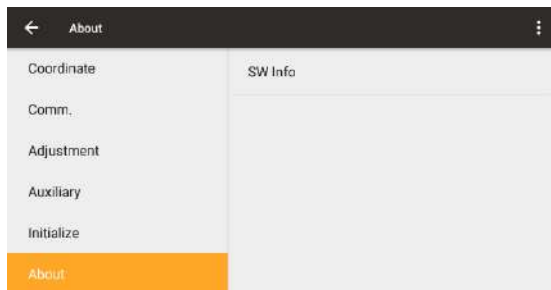 About
Coordinate
Comm.
Adjustment
Auxiliary
Initialize
About
SW Info